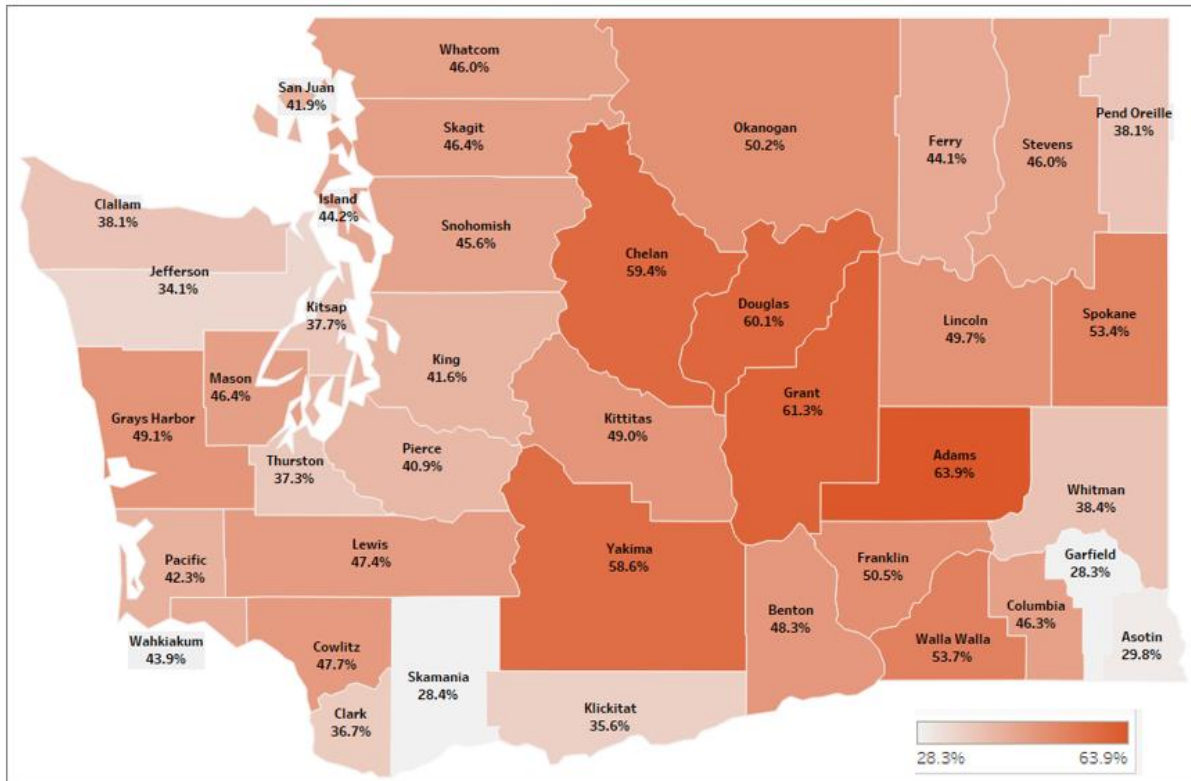 Whatcom
46.0%
San Juan
41.9%
Skagit
46.4%
Okanogan
50.2%
Ferry
44.1%
Stevens
46.0%
Pend Oreille
38.1%
Clallam
38.1%
Island
44.2%
Snohomish
45.6%
Chelan
59.4%
Jefferson
34.1%
Kitsap
37.7%
Douglas
60.1%
Lincoln
49.7%
Spokane
53.4%
King
41.6%
Mason
46.4%
Grant
61.3%
Grays Harbor
49.1%
Kittitas
49.0%
Pierce
40.9%
Thurston
37.3%
Adams
63.9%
Whitman
38.4%
Lewis
47.4%
Yakima
58.6%
Pacific
42.3%
Franklin
50.5%
Garfield
28.3%
Benton
48.3%
Columbia
46.3%
Wahkiakum
43.9%
Cowlitz
47.7%
Walla Walla
53.7%
Asotin
29.8%
Skamania
28.4%
Clark
36.7%
Klickitat
35.6%
28.3% 63.9%